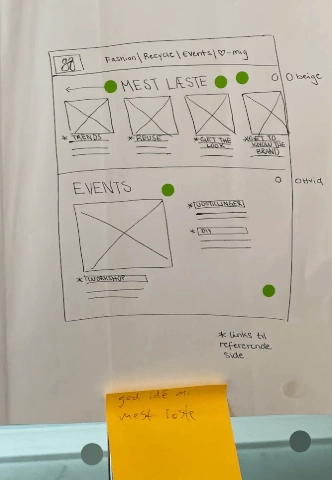 Fashion | Recycle | Events | ♡-mig
MEST LÆSTE
O beige
* TRENDS
* REUSE
* GET THE LOOK
* GET TO KNOW THE BRAND
EVENTS
O Hvid
* UDSTILLINGER
* DIY
* WORKSHOP
* links til
refererende
side
god ide m.
mest læste